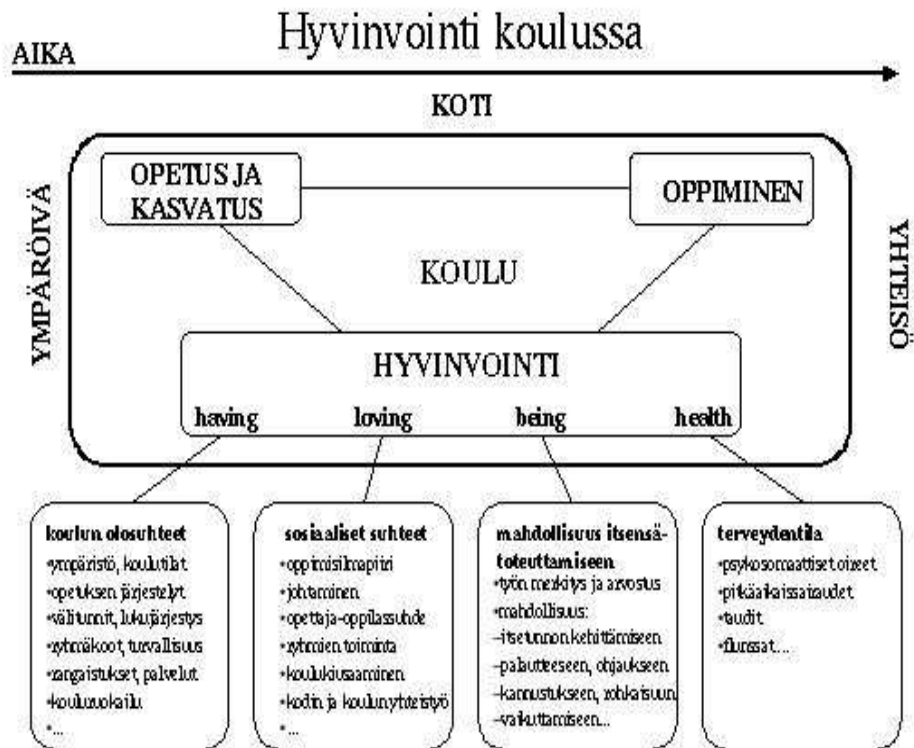 Hyvinvointi koulussa
AIKA
KOTI
YMPÄRÖIVÄ
YHTEISÖ
OPETUS JA
KASVATUS
OPPIMINEN
KOULU
HYVINVOINTI
having loving being health
koulun olosuhteet
•ympäristö, koulutilat
•opetuksen järjestelyt
•välitunnit, lukujärjestys
•ryhmäkoot, turvallisuus
•rangaistukset, palvelut
•kouluruokailu
•...
sosiaaliset suhteet
•oppimisilmapiiri
•johtaminen
•opettaja-oppilassuhde
•ryhmien toiminta
•koulukiusaaminen
•kodin ja koulun yhteistyö
•...
mahdollisuus itsensä-
toteuttamiseen
•työn merkitys ja arvostus
•mahdollisuus:
–itsetunnon kehittämiseen
–palautteeseen, ohjaukseen
–kannustukseen, rohkaisuun
–vaikuttamiseen...
terveydentila
•psykosomaattiset oireet
•pitkäaikaissairaudet
•taudit
•flunssat....